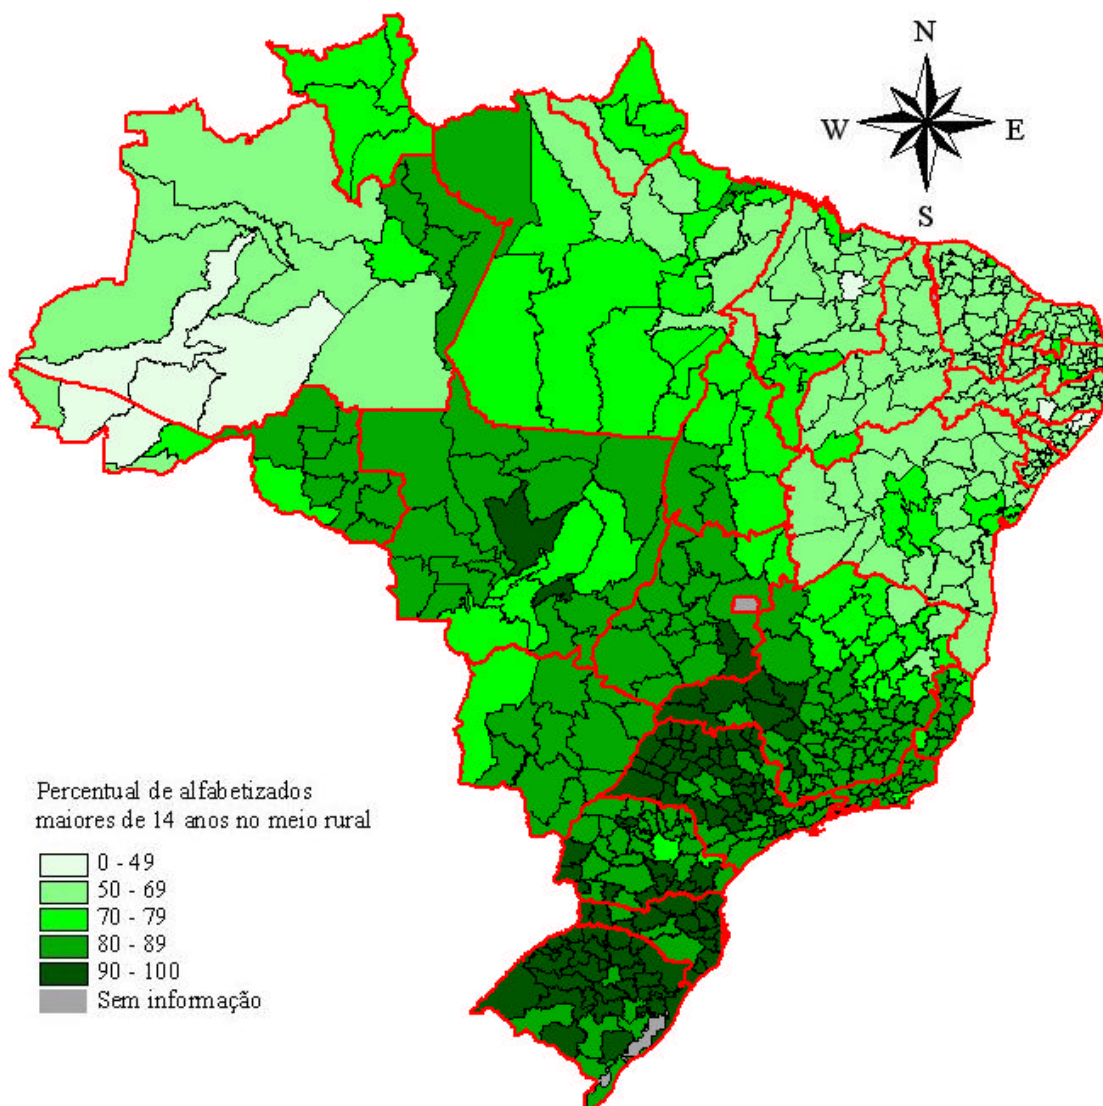 N
W E
S
Percentual de alfabetizados
maiores de 14 anos no meio rural
0 - 49
50 - 69
70 - 79
80 - 89
90 - 100
Sem informação